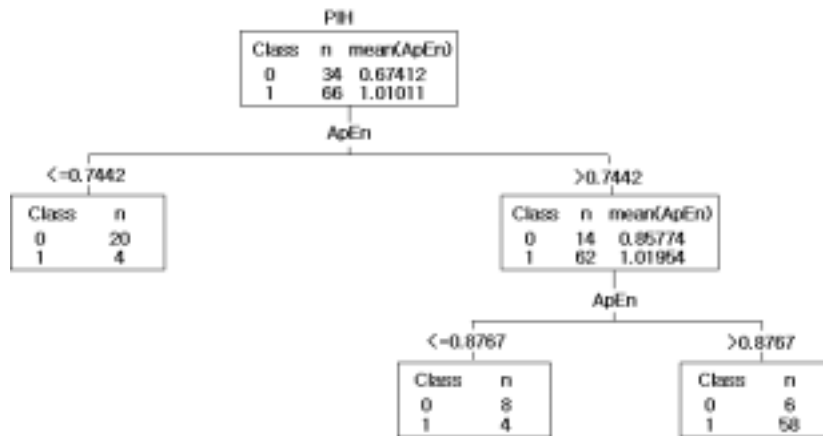 PIH
Class n mean(ApEn)
0 34 0.67412
1 66 1.01011
ApEn
<=0.7442
>0.7442
Class n
0 20
1 4
Class n mean(ApEn)
0 14 0.85774
1 62 1.01954
ApEn
<=0.8767
>0.8767
Class n
0 8
1 4
Class n
0 6
1 58